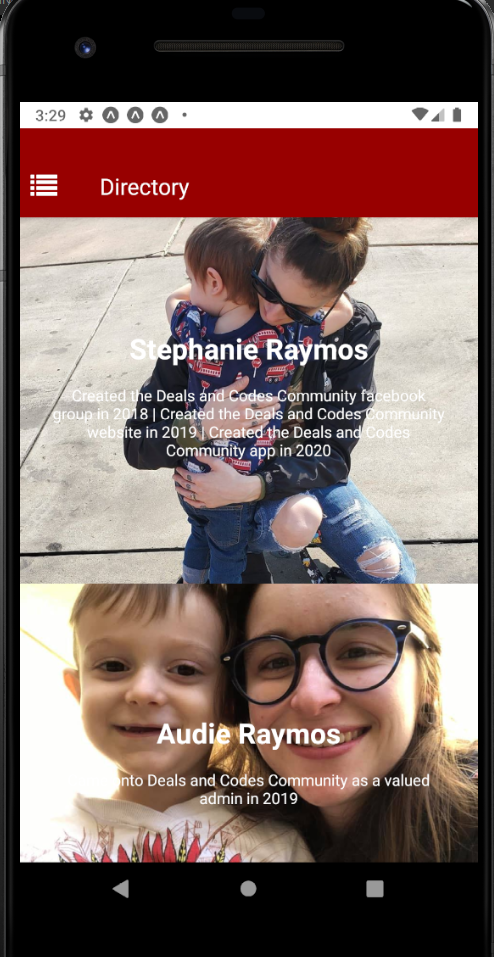 3:29
Directory
Stephanie Raymos
Created the Deals and Codes Community facebook
group in 2018 | Created the Deals and Codes Community
website in 2019 | Created the Deals and Codes
Community app in 2020
Audie Raymos
onto Deals and Codes Community as a valued
admin in 2019